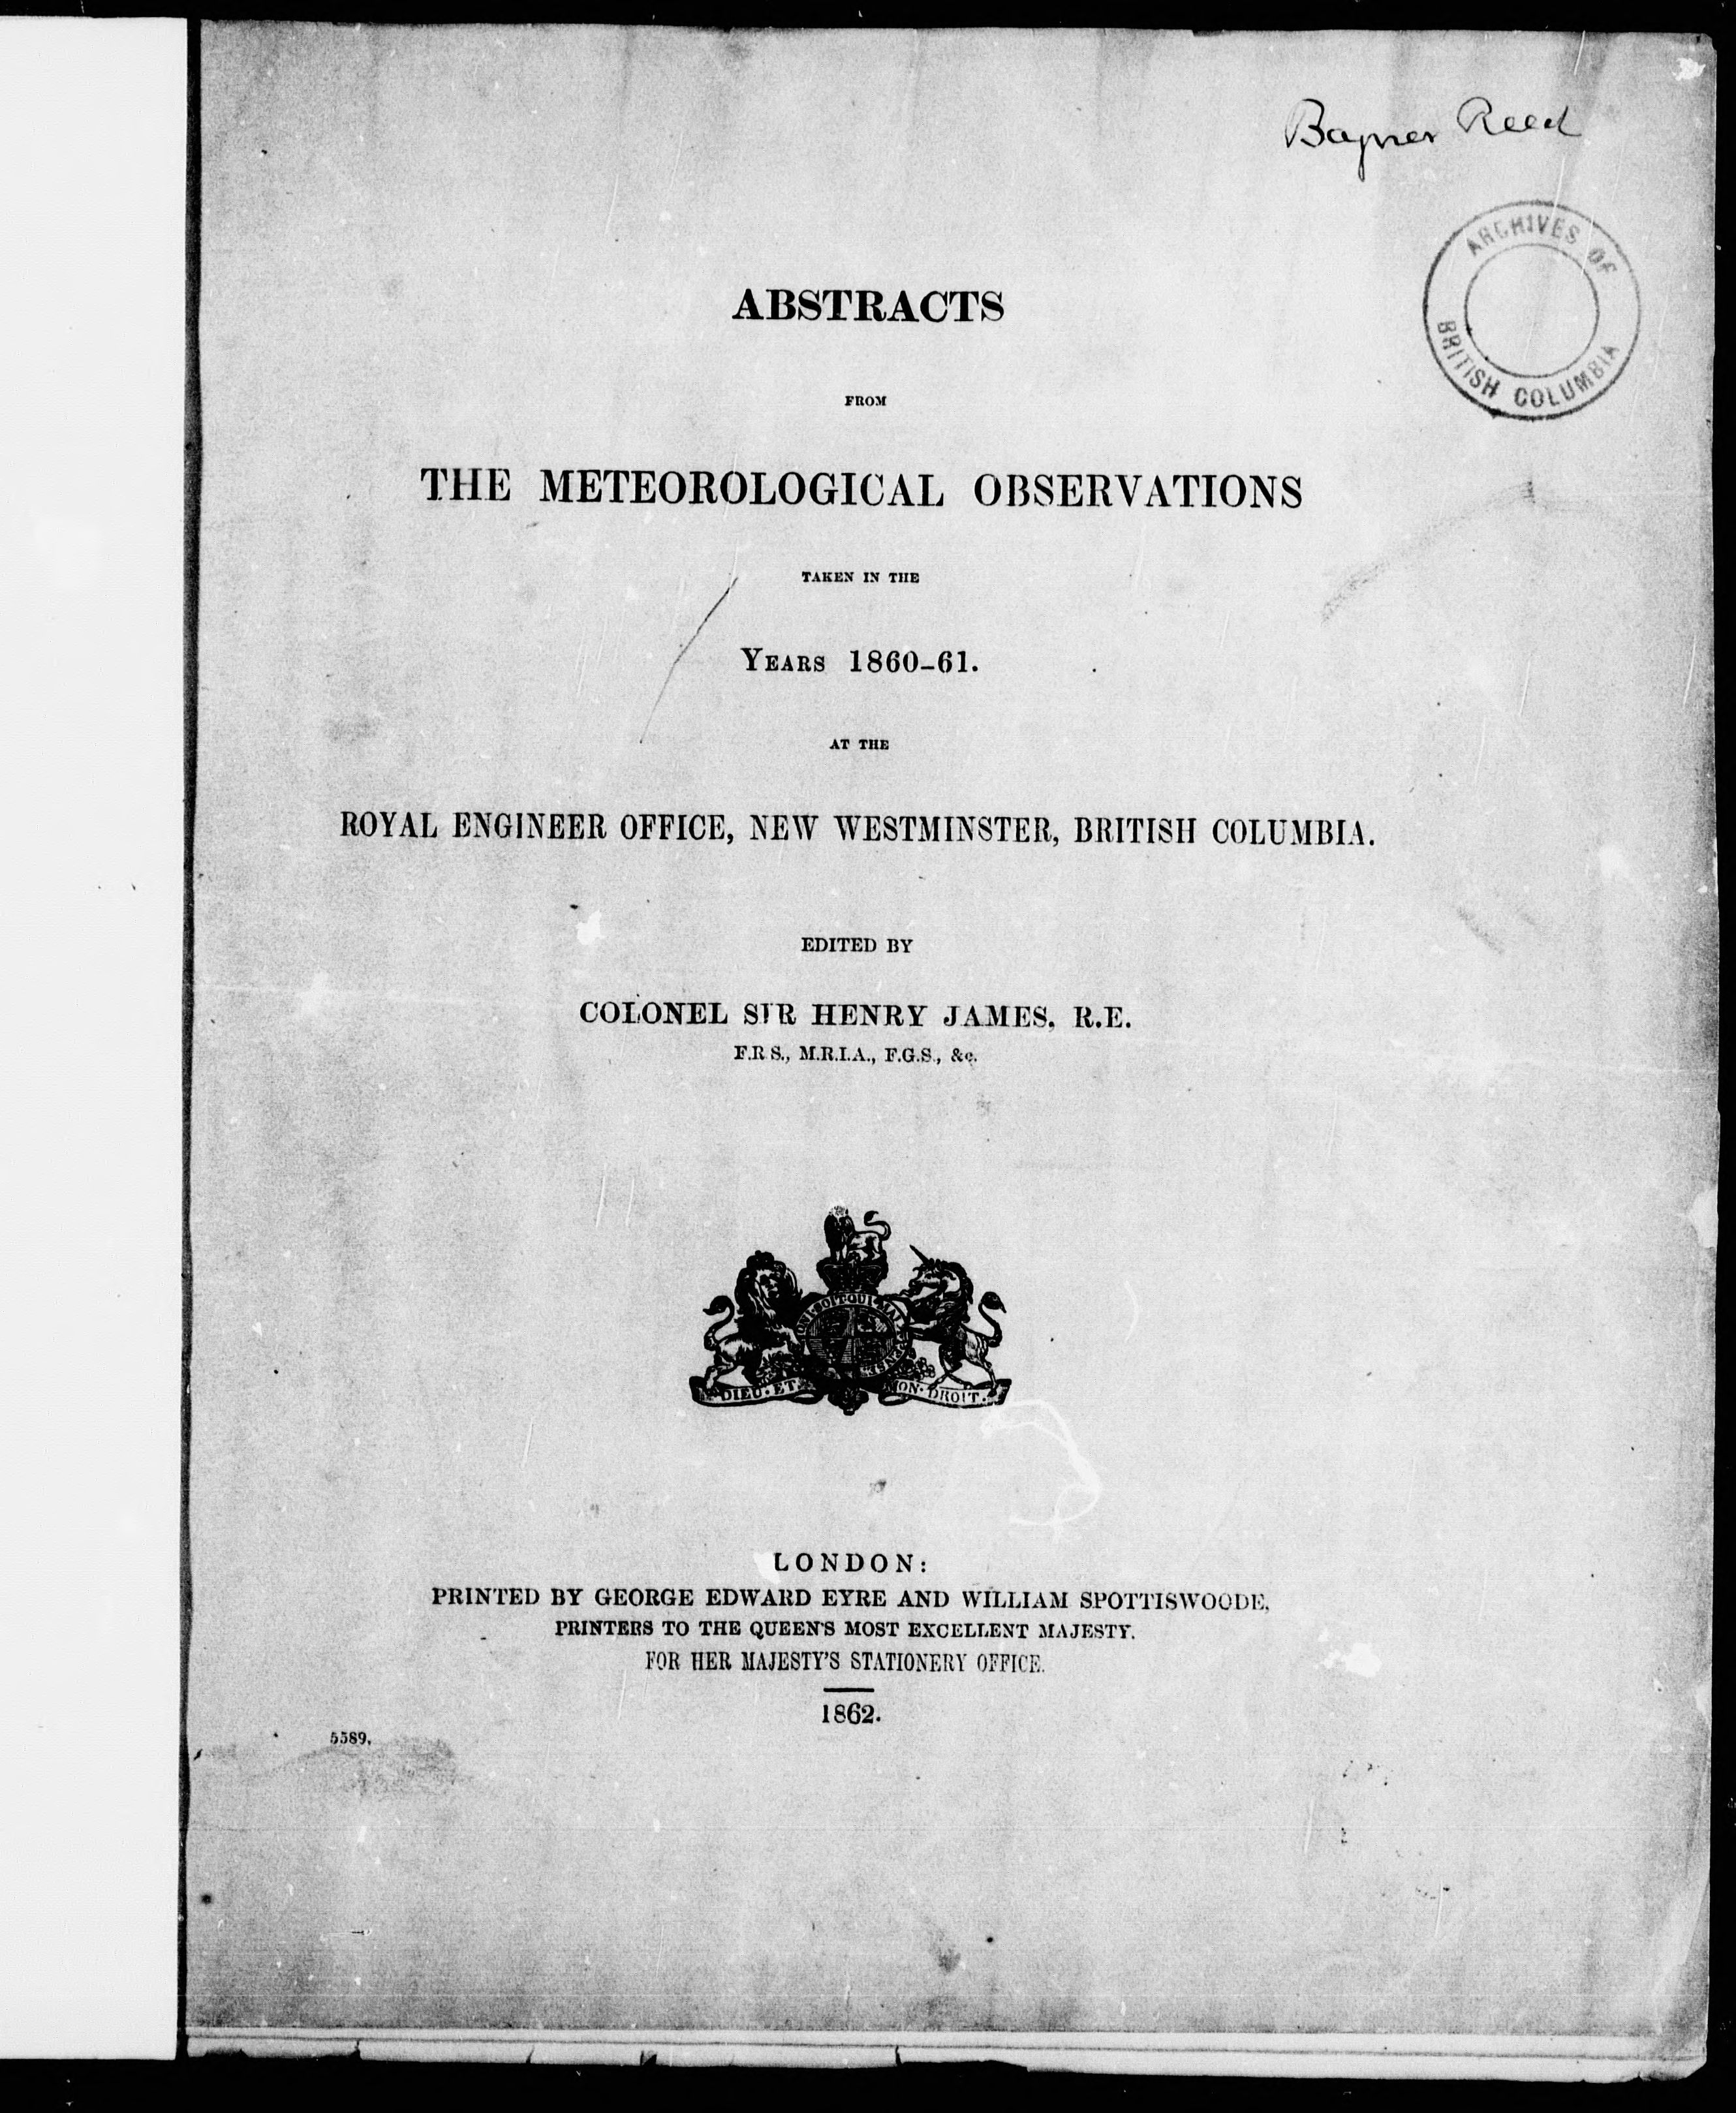 Baynes Reed
ARCHIVES OF
BRITISH COLUMBIA
ABSTRACTS
FROM
THE METEOROLOGICAL OBSERVATIONS
TAKEN IN THE
YEARS 1860–61.
AT THE
ROYAL ENGINEER OFFICE, NEW WESTMINSTER, BRITISH COLUMBIA.
EDITED BY
COLONEL SIR HENRY JAMES, R.E.
F.R.S., M.R.I.A., F.G.S., &c.
DIEU·ET MON·DROIT.
LONDON:
PRINTED BY GEORGE EDWARD EYRE AND WILLIAM SPOTTISWOODE,
PRINTERS TO THE QUEEN'S MOST EXCELLENT MAJESTY.
FOR HER MAJESTY'S STATIONERY OFFICE.
1862.
5589.